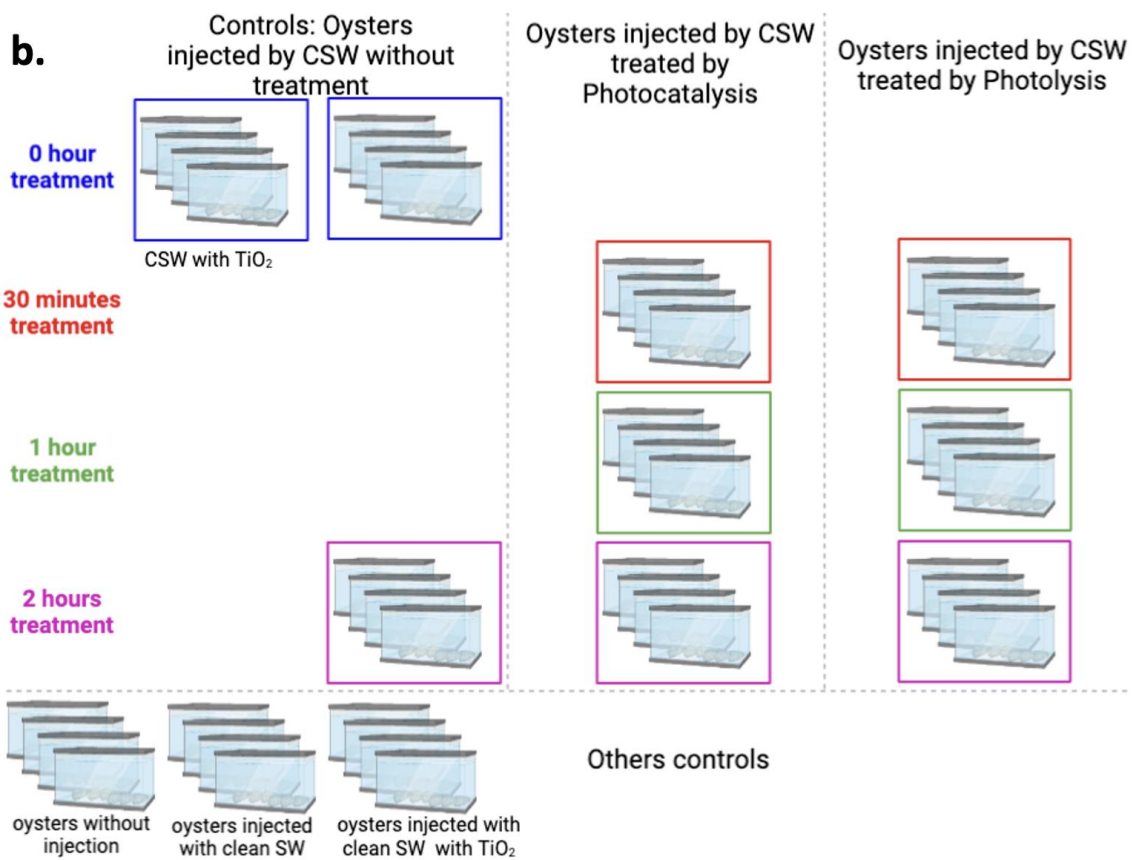 b.
Controls: Oysters
injected by CSW without
treatment
Oysters injected by CSW
treated by
Photocatalysis
Oysters injected by CSW
treated by Photolysis
0 hour
treatment
CSW with TiO₂
30 minutes
treatment
1 hour
treatment
2 hours
treatment
Others controls
oysters without
injection
oysters injected
with clean SW
oysters injected with
clean SW with TiO₂